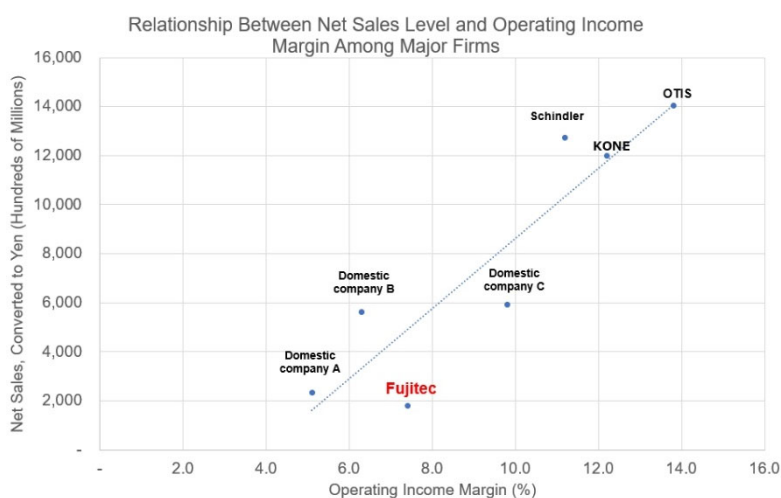 Relationship Between Net Sales Level and Operating Income
Margin Among Major Firms
Net Sales, Converted to Yen (Hundreds of Millions)
16,000
14,000
12,000
10,000
8,000
6,000
4,000
2,000
-
OTIS
Schindler
KONE
Domestic
company B
Domestic
company C
Domestic
company A
Fujitec
-
2.0
4.0
6.0
8.0
10.0
12.0
14.0
16.0
Operating Income Margin (%)